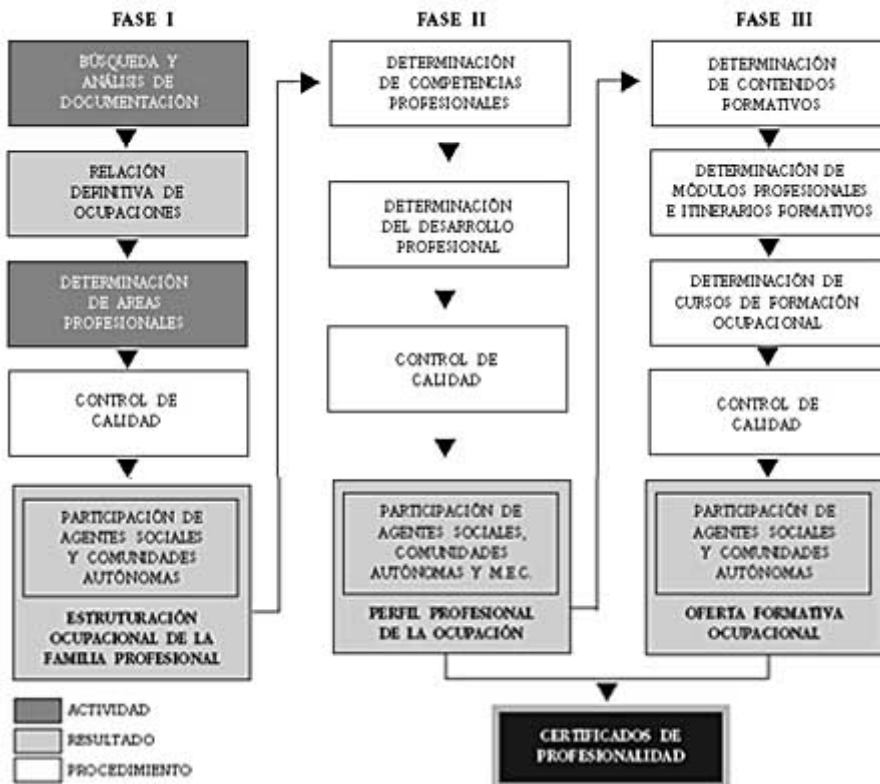 FASE I
BÚSQUEDA Y
ANÁLISIS DE
DOCUMENTACIÓN
RELACIÓN
DEFINITIVA DE
OCUPACIONES
DETERMINACIÓN
DE AREAS
PROFESIONALES
CONTROL DE
CALIDAD
PARTICIPACIÓN DE
AGENTES SOCIALES
Y COMUNIDADES
AUTÓNOMAS
ESTRUTURACIÓN
OCUPACIONAL DE LA
FAMILIA PROFESIONAL
FASE II
DETERMINACIÓN
DE COMPETENCIAS
PROFESIONALES
DETERMINACIÓN
DEL DESARROLLO
PROFESIONAL
CONTROL DE
CALIDAD
PARTICIPACIÓN DE
AGENTES SOCIALES,
COMUNIDADES
AUTÓNOMAS Y M.E.C.
PERFIL PROFESIONAL
DE LA OCUPACIÓN
FASE III
DETERMINACIÓN
DE CONTENIDOS
FORMATIVOS
DETERMINACIÓN DE
MÓDULOS PROFESIONALES
E ITINERARIOS FORMATIVOS
DETERMINACIÓN DE
CURSOS DE FORMACIÓN
OCUPACIONAL
CONTROL DE
CALIDAD
PARTICIPACIÓN DE
AGENTES SOCIALES
Y COMUNIDADES
AUTÓNOMAS
OFERTA FORMATIVA
OCUPACIONAL
ACTIVIDAD
RESULTADO
PROCEDIMIENTO
CERTIFICADOS DE
PROFESIONALIDAD